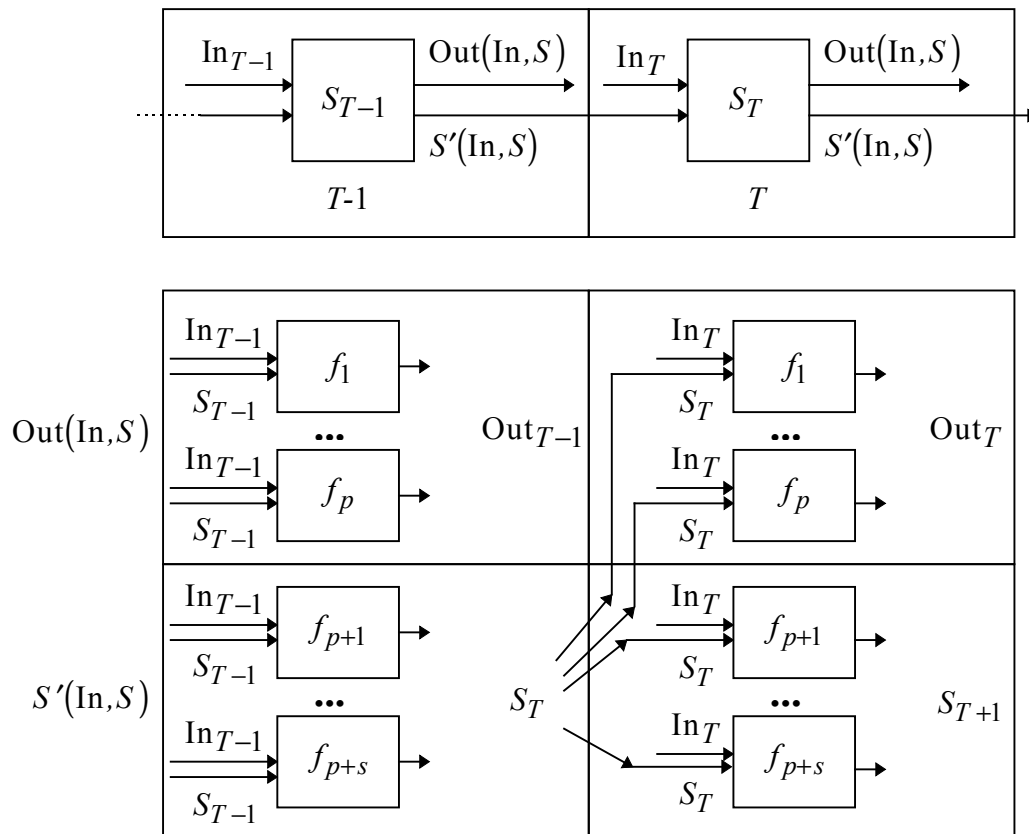 In_{T-1} Out(In,S) In_T Out(In,S)
S_{T-1} S_T
S′(In,S) S′(In,S)
T-1 T
In_{T-1} In_T
f_1 f_1
S_{T-1} S_T
Out(In,S) ... Out_{T-1} ... Out_T
In_{T-1} In_T
f_p f_p
S_{T-1} S_T
In_{T-1} In_T
f_{p+1} f_{p+1}
S_{T-1} S_T
S′(In,S) ... S_T ... S_{T+1}
In_{T-1} In_T
f_{p+s} f_{p+s}
S_{T-1} S_T